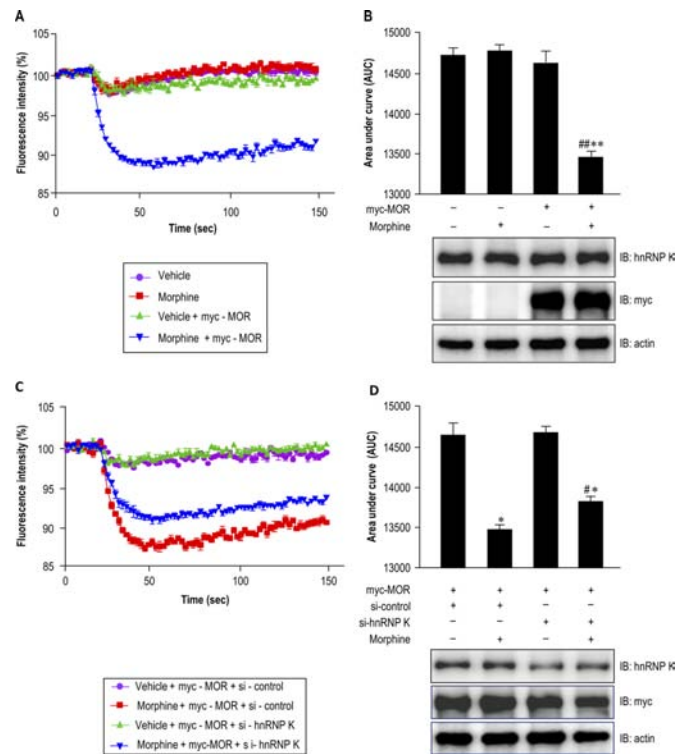 A
Fluorescence intensity (%)
105
100
95
90
85
0
50
100
150
Time (sec)
Vehicle
Morphine
Vehicle + myc - MOR
Morphine + myc - MOR
B
Area under curve (AUC)
15000
14500
14000
13500
13000
##**
myc-MOR – – + +
Morphine – + – +
IB: hnRNP K
IB: myc
IB: actin
C
Fluorescence intensity (%)
105
100
95
90
85
0
50
100
150
Time (sec)
Vehicle + myc - MOR + si - control
Morphine + myc - MOR + si - control
Vehicle + myc - MOR + si - hnRNP K
Morphine + myc-MOR + s i- hnRNP K
D
Area under curve (AUC)
15000
14500
14000
13500
13000
*
#*
myc-MOR + + + +
si-control + + – –
si-hnRNP K – – + +
Morphine – + – +
IB: hnRNP K
IB: myc
IB: actin